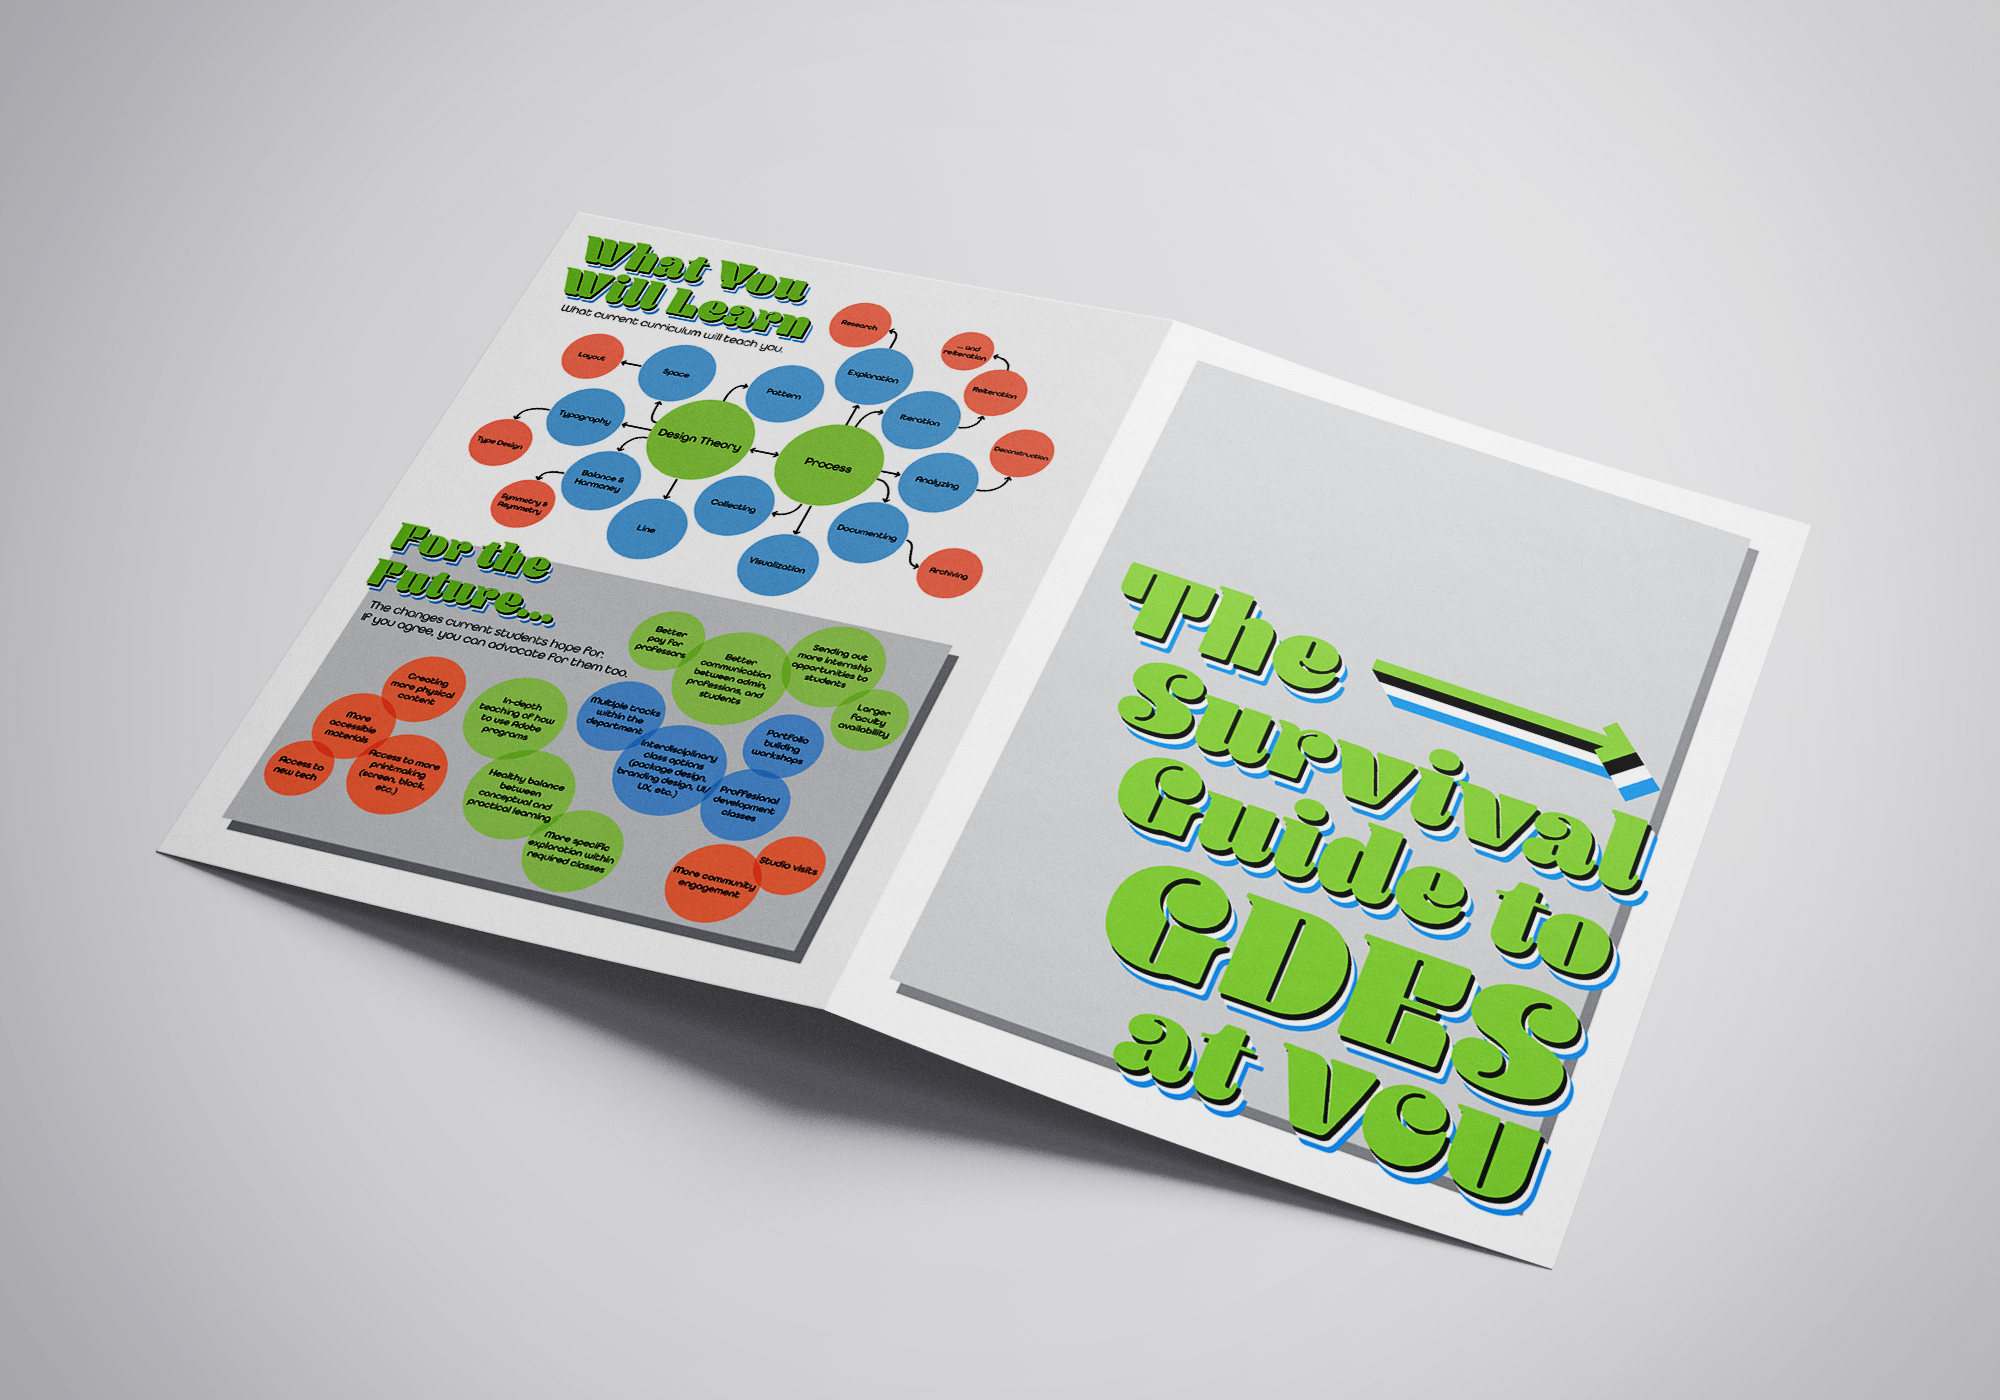 What You
Will Learn
What current curriculum will teach you.
Research
... and
reiteration
Layout
Space
Pattern
Exploration
Reiteration
Iteration
Typography
Type Design
Design Theory
Process
Deconstruction
Analyzing
Balance &
Harmoney
Symmetry &
Asymmetry
Collecting
Line
Documenting
Visualization
Archiving
For the
Future...
The changes current students hope for.
If you agree, you can advocate for them too.
Better
pay for
professors
Better
communication
between admin,
professions, and
students
Sending out
more internship
opportunities to
students
Larger
faculty
availability
Creating
more physical
content
More
accessible
materials
Access to
new tech
Access to more
printmaking
(screen, block,
etc.)
In-depth
teaching of how
to use Adobe
programs
Healthy balance
between
conceptual and
practical learning
More specific
exploration within
required classes
Multiple tracks
within the
department
Interdisciplinary
class options
(package design,
branding design, UI/
UX, etc.)
Portfolio
building
workshops
Proffesional
development
classes
More community
engagement
Studio visits
The
Survival
Guide to
GDES
at VCU